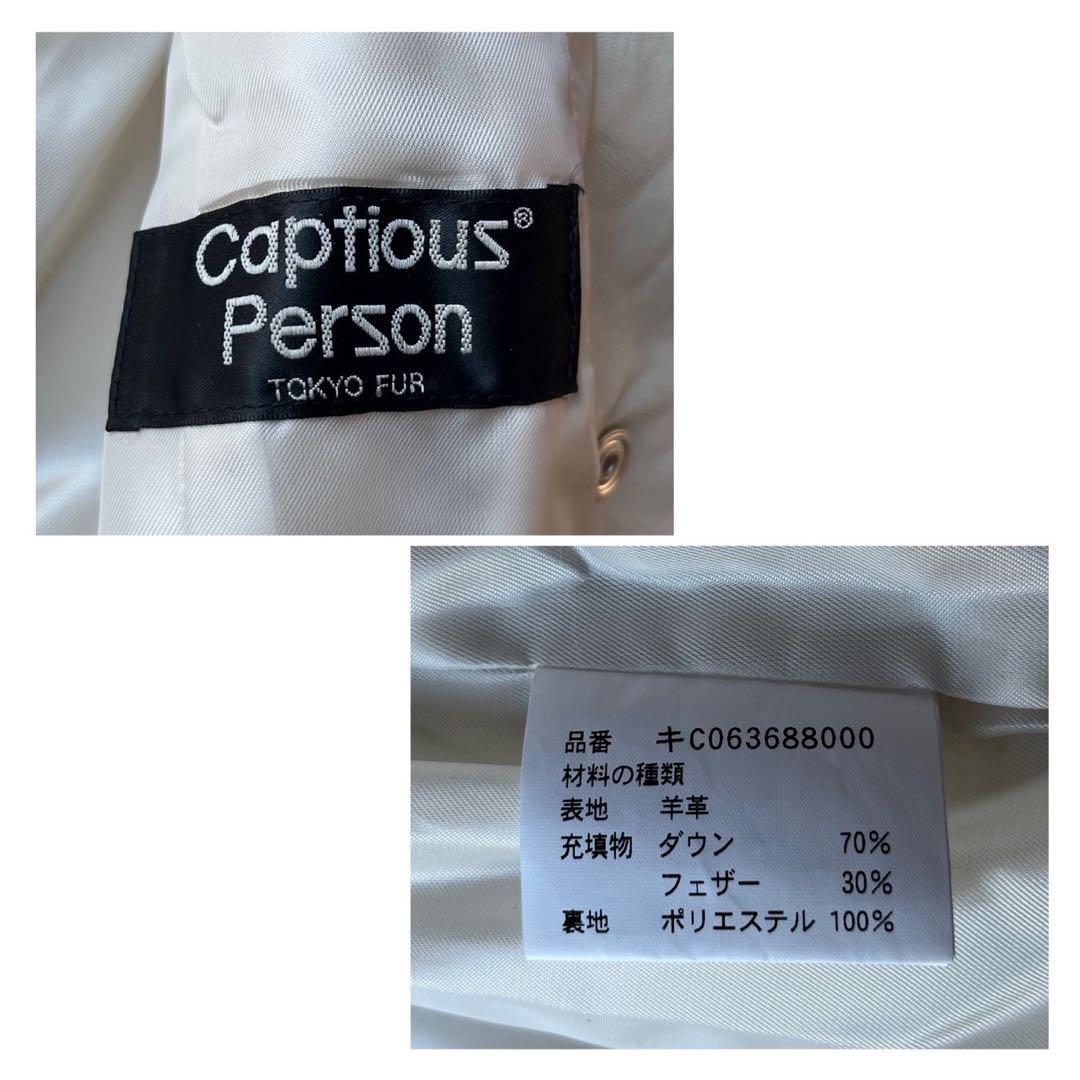 Captious®
Person
TOKYO FUR
品番 キC063688000
材料の種類
表地 羊革
充填物 ダウン 70%
フェザー 30%
裏地 ポリエステル 100%